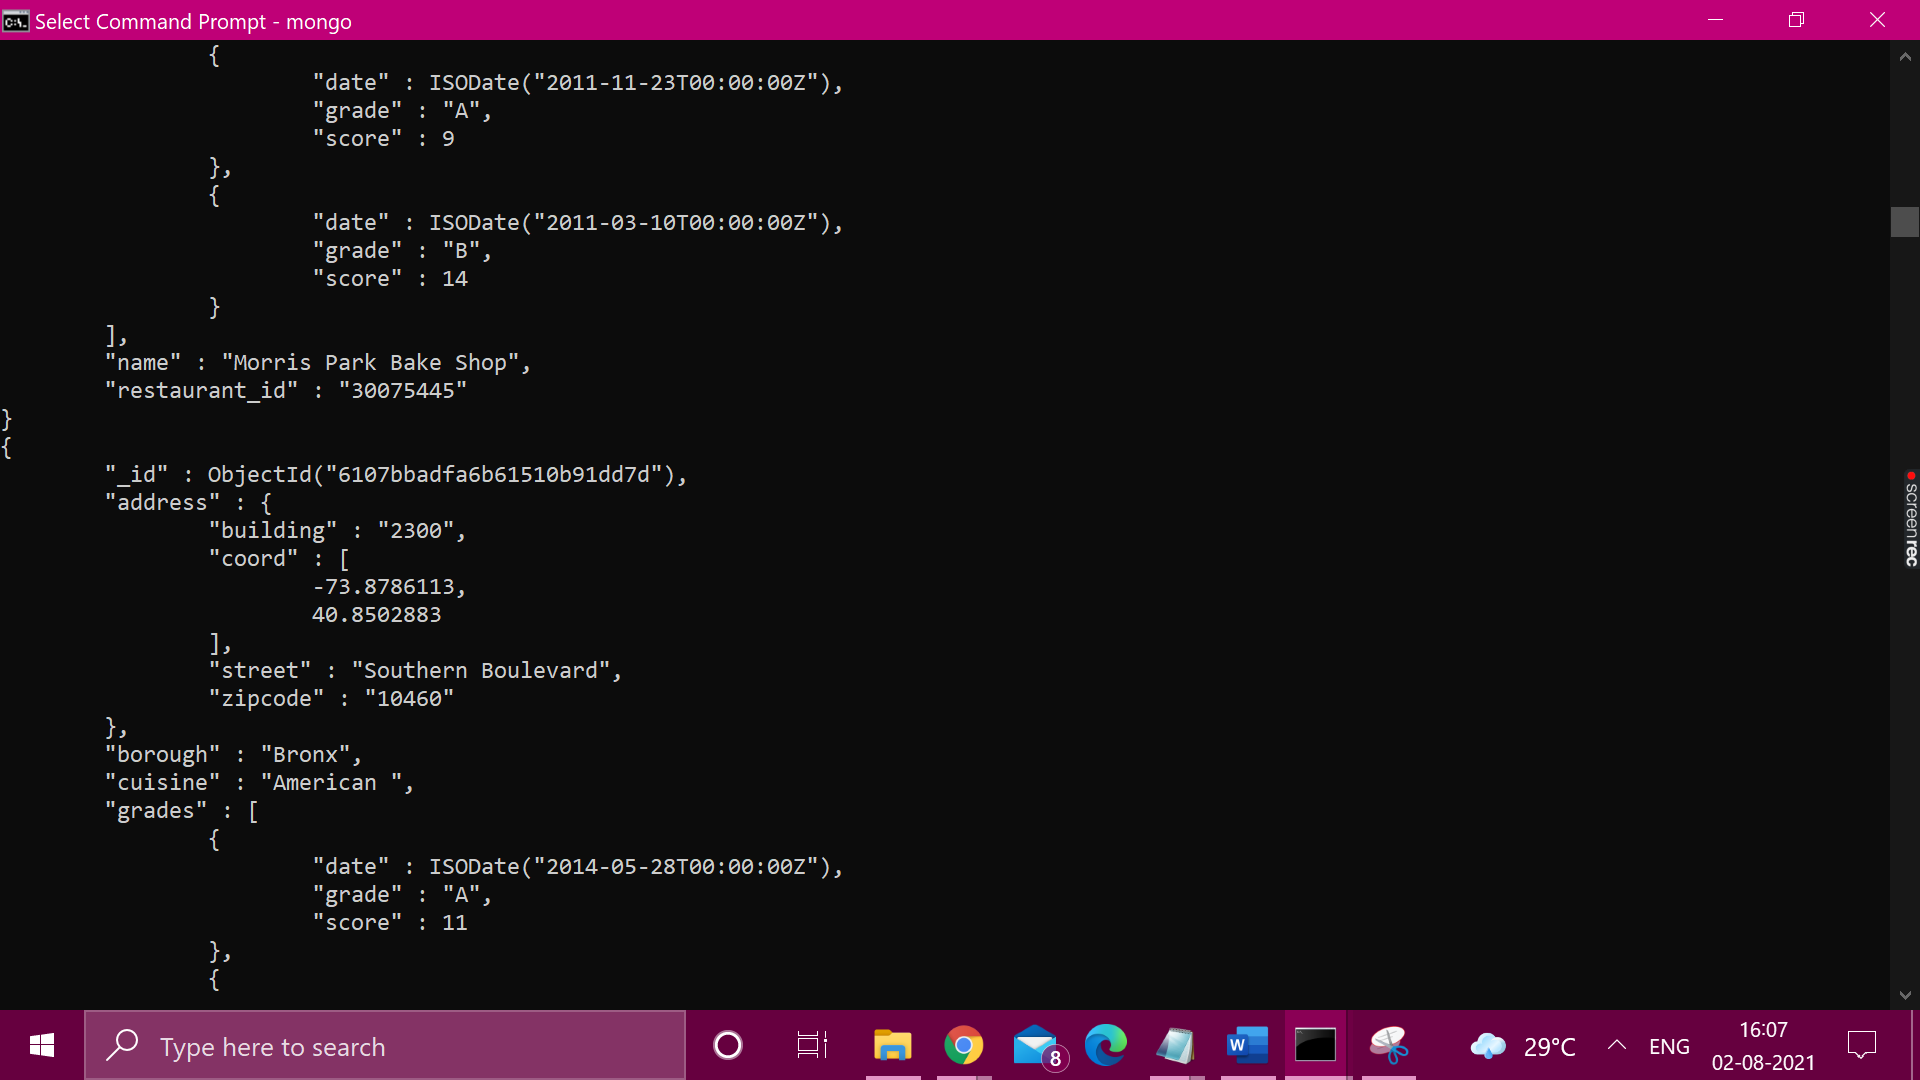 Select Command Prompt - mongo
{
"date" : ISODate("2011-11-23T00:00:00Z"),
"grade" : "A",
"score" : 9
},
{
"date" : ISODate("2011-03-10T00:00:00Z"),
"grade" : "B",
"score" : 14
}
],
"name" : "Morris Park Bake Shop",
"restaurant_id" : "30075445"
}
{
"_id" : ObjectId("6107bbadfa6b61510b91dd7d"),
"address" : {
"building" : "2300",
"coord" : [
-73.8786113,
40.8502883
],
"street" : "Southern Boulevard",
"zipcode" : "10460"
},
"borough" : "Bronx",
"cuisine" : "American ",
"grades" : [
{
"date" : ISODate("2014-05-28T00:00:00Z"),
"grade" : "A",
"score" : 11
},
{
screenrec
Type here to search
8
W
29°C
ENG
16:07
02-08-2021